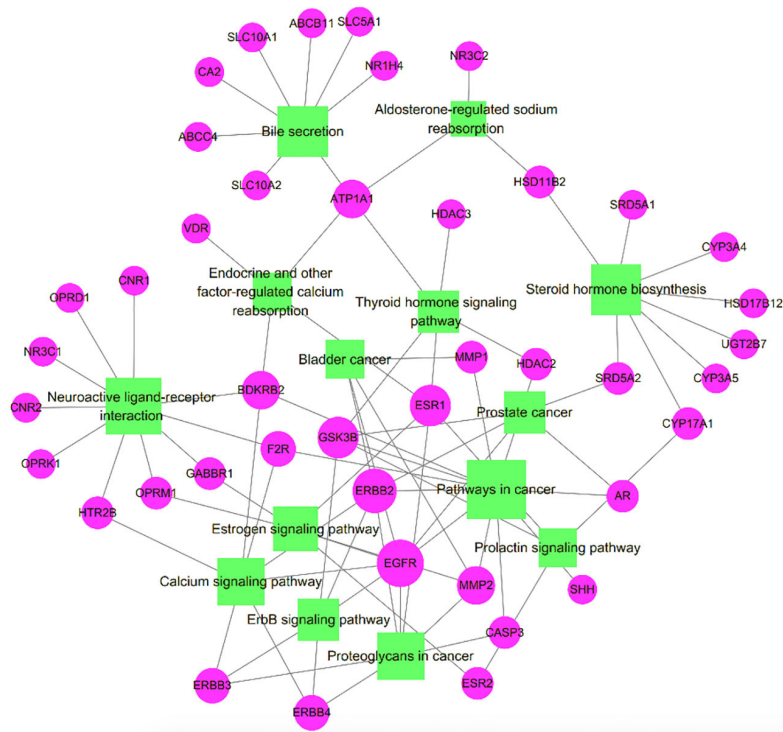 ABCB11
SLC5A1
SLC10A1
NR1H4
NR3C2
CA2
Aldosterone-regulated sodium
reabsorption
Bile secretion
ABCC4
SLC10A2
HSD11B2
ATP1A1
SRD5A1
HDAC3
VDR
CYP3A4
Endocrine and other
factor-regulated calcium
reabsorption
CNR1
OPRD1
Steroid hormone biosynthesis
Thyroid hormone signaling
pathway
HSD17B12
UGT2B7
NR3C1
Bladder cancer
MMP1
HDAC2
SRD5A2
CYP3A5
Neuroactive ligand-receptor
interaction
BDKRB2
CNR2
ESR1
Prostate cancer
CYP17A1
GSK3B
F2R
OPRK1
GABBR1
OPRM1
ERBB2
Pathways in cancer
AR
HTR2B
Estrogen signaling pathway
Prolactin signaling pathway
EGFR
Calcium signaling pathway
MMP2
SHH
ErbB signaling pathway
CASP3
Proteoglycans in cancer
ERBB3
ESR2
ERBB4